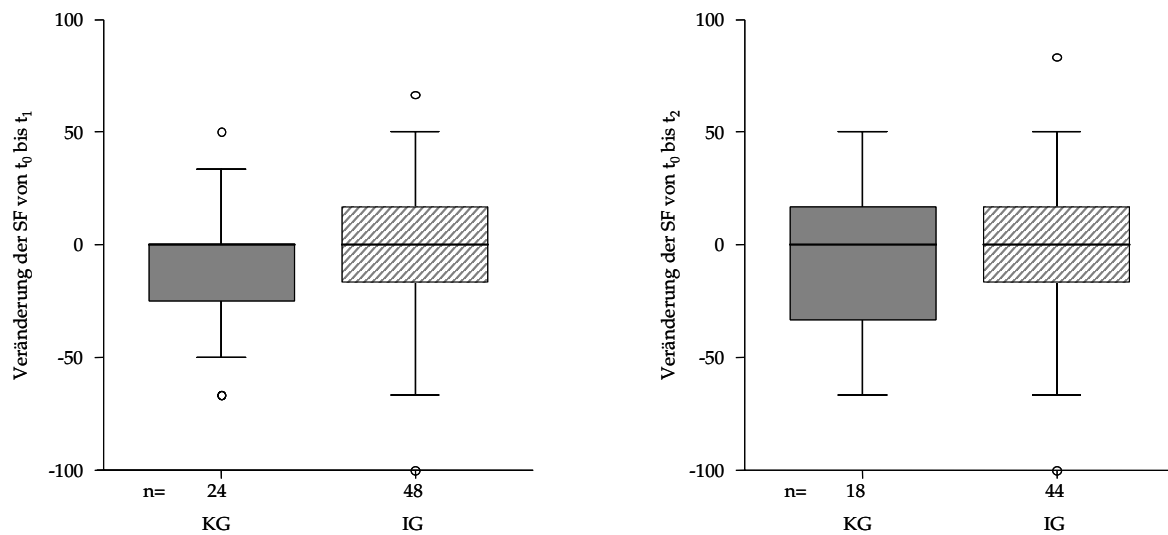 Veränderung der SF von t0 bis t1
100
50
0
-50
-100
n= 24 48
KG IG
Veränderung der SF von t0 bis t2
100
50
0
-50
-100
n= 18 44
KG IG